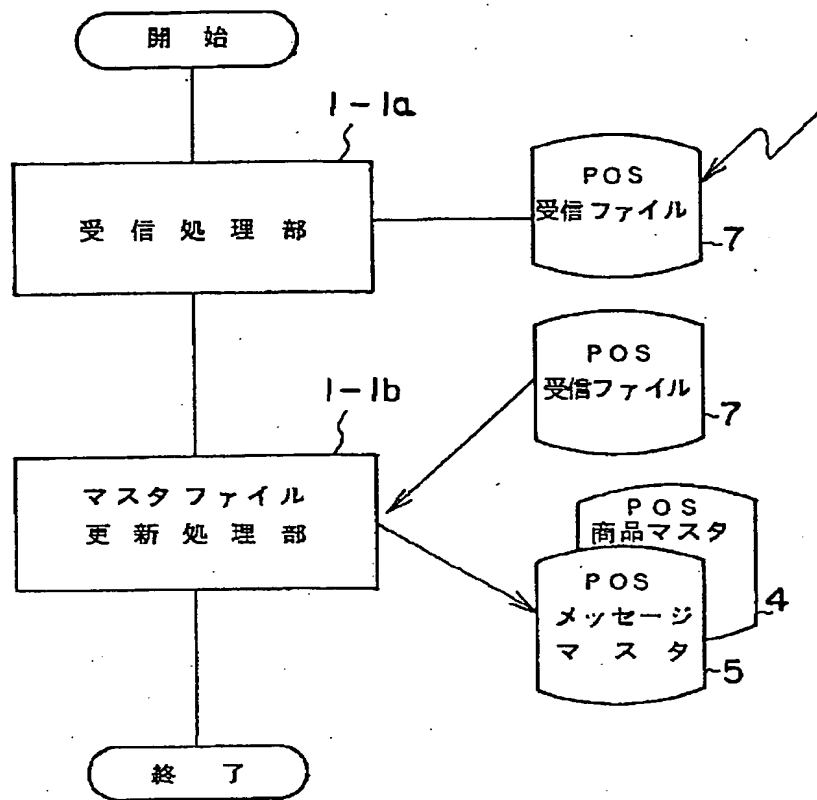 開始
1-1a
受信処理部
POS
受信ファイル
7
POS
受信ファイル
7
1-1b
マスタファイル
更新処理部
POS
商品マスタ
4
POS
メッセージ
マスタ
5
終了